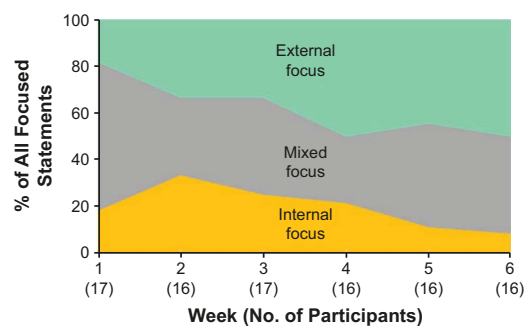 % of All Focused
Statements
100
80
60
40
20
0
External
focus
Mixed
focus
Internal
focus
1 2 3 4 5 6
(17) (16) (17) (16) (16) (16)
Week (No. of Participants)